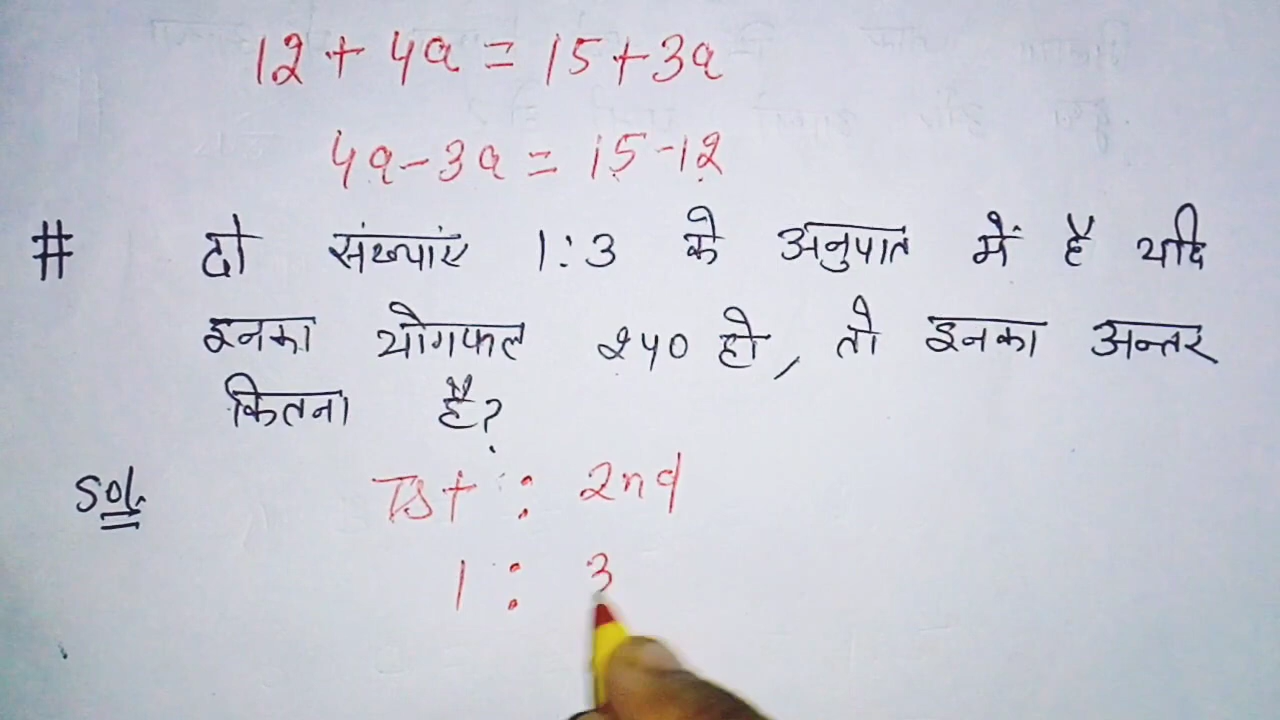 12 + 4a = 15 + 3a
4a - 3a = 15 - 12
# दो संख्याएं 1:3 के अनुपात में है यदि
इनका योगफल 240 हो, तो इनका अन्तर
कितना है?
Sol. Ist : 2nd
1 : 3